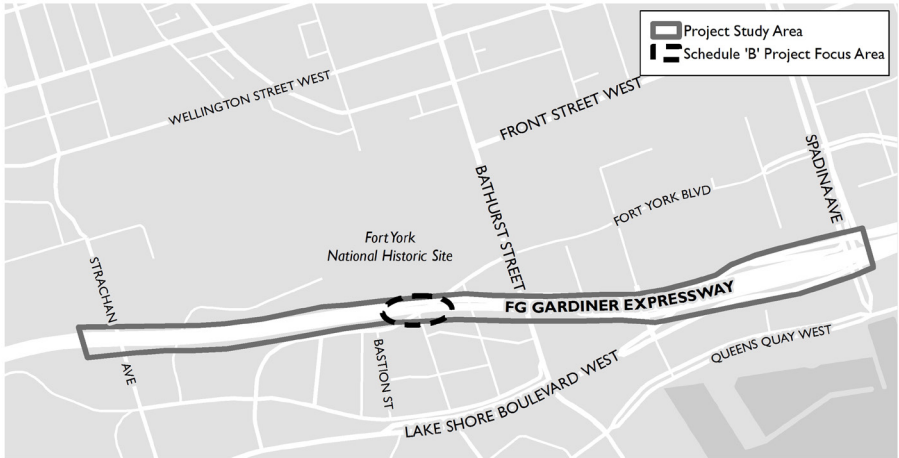 Project Study Area
Schedule 'B' Project Focus Area
WELLINGTON STREET WEST
FRONT STREET WEST
SPADINA AVE
BATHURST STREET
FORT YORK BLVD
Fort York
National Historic Site
STRACHAN AVE
FG GARDINER EXPRESSWAY
BASTION ST
QUEENS QUAY WEST
LAKE SHORE BOULEVARD WEST